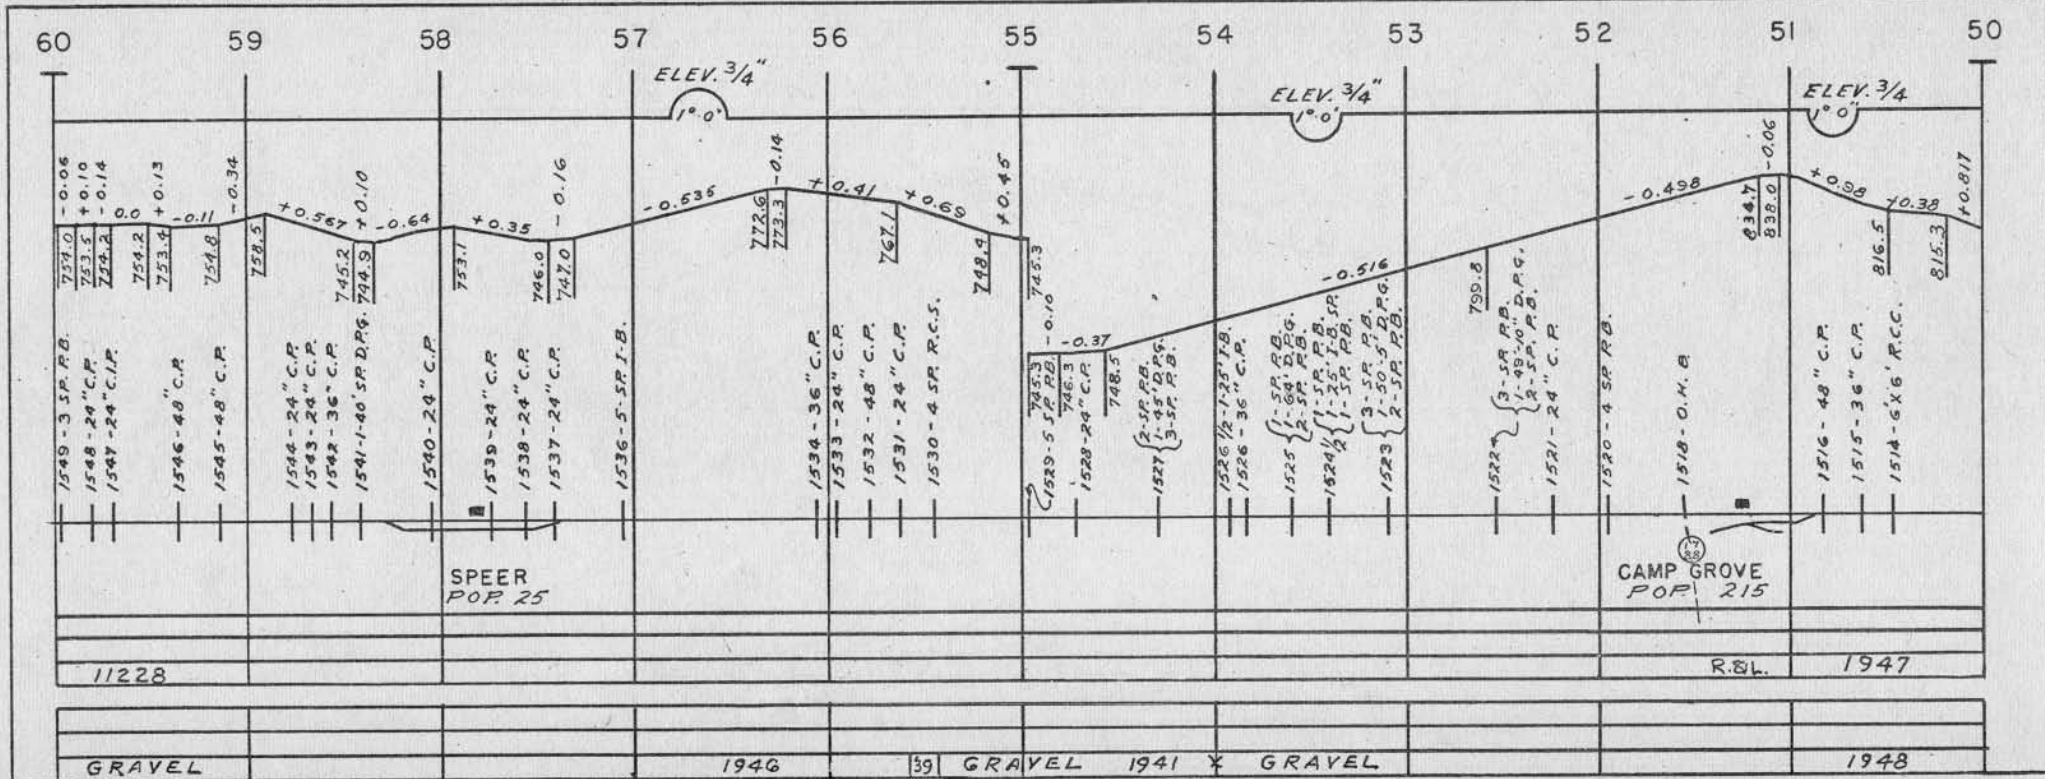 60 59 58 57 56 55 54 53 52 51 50
ELEV. 3/4"
1°-0'
ELEV. 3/4"
1°-0'
ELEV. 3/4
1°0'
-0.06
+0.10
-0.14
0.0
+0.13
-0.11
-0.34
+0.567
+0.10
-0.64
+0.35
-0.16
-0.535
-0.14
+0.41
+0.69
+0.45
-0.10
-0.37
-0.516
-0.498
-0.06
+0.98
+0.38
+0.817
754.0
753.5
754.2
754.2
753.4
754.8
758.5
745.2
744.9
753.1
746.0
747.0
772.6
773.3
767.1
748.4
745.3
745.3
746.3
748.5
799.8
834.7
838.0
816.5
815.3
1549-3 SP. P.B.
1548-24" C.P.
1547-24" C.I.P.
1546-48" C.P.
1545-48" C.P.
1544-24" C.P.
1543-24" C.P.
1542-36" C.P.
1541-1-40' SP. D.P.G.
1540-24" C.P.
1539-24" C.P.
1538-24" C.P.
1537-24" C.P.
1536-5-SP. I-B.
1534-36" C.P.
1533-24" C.P.
1532-48" C.P.
1531-24" C.P.
1530-4 SP. R.C.S.
1529-5 SP. P.B.
1528-24" C.P.
1527 { 2-SP. P.B.
1-45' D.P.G.
3-SP. P.B.
1526 1/2-1-25' I-B.
1526-36" C.P.
1525 { 1-SP. P.B.
1-64' D.P.G.
2 SP. P.B.
1524 1/2 { 1-SP. P.B.
1-25' I-B. SP.
1-SP. P.B.
1523 { 3-SP. P.B.
1-50.5' D.P.G.
2-SP. P.B.
1522 { 3-SP. P.B.
1-49'-10" D.P.G.
2-SP. P.B.
1521-24" C.P.
1520-4 SP. P.B.
1518-O.H.B.
1516-48" C.P.
1515-36" C.P.
1514-6'X6' R.C.C.
SPEER
POP. 25
17
88
CAMP GROVE
POP. 215
11228 R.&L. 1947
GRAVEL 1946 39 GRAVEL 1941 X GRAVEL 1948